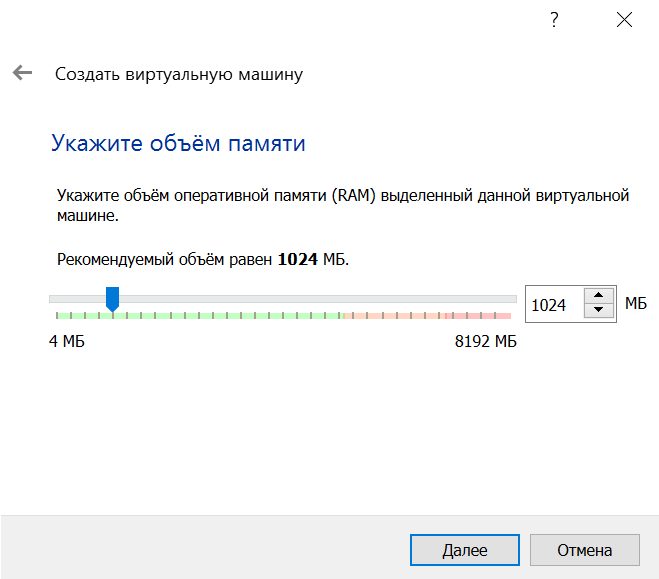 ?
Создать виртуальную машину
Укажите объём памяти
Укажите объём оперативной памяти (RAM) выделенный данной виртуальной
машине.
Рекомендуемый объём равен 1024 МБ.
1024 МБ
4 МБ 8192 МБ
Далее Отмена